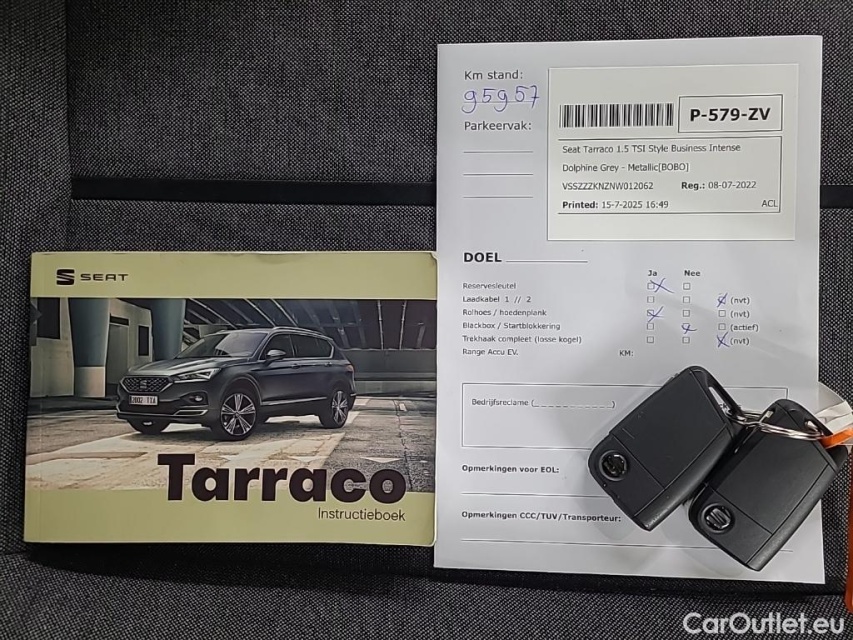 SEAT
2802 TTA
Tarraco
Instructieboek
Km stand:
95957
Parkeervak:
P-579-ZV
Seat Tarraco 1.5 TSI Style Business Intense
Dolphine Grey - Metallic[BOBO]
VSSZZZKNZNW012062 Reg.: 08-07-2022
Printed: 15-7-2025 16:49 ACL
DOEL
Ja Nee
Reservesleutel
Laadkabel 1 // 2 (nvt)
Rolhoes / hoedenplank (nvt)
Blackbox / Startblokkering (actief)
Trekhaak compleet (losse kogel) (nvt)
Range Accu EV. KM:
Bedrijfsreclame (_ _ _ _ _ _ _ _ _ _ _)
Opmerkingen voor EOL:
Opmerkingen CCC/TUV/Transporteur:
CarOutlet.eu